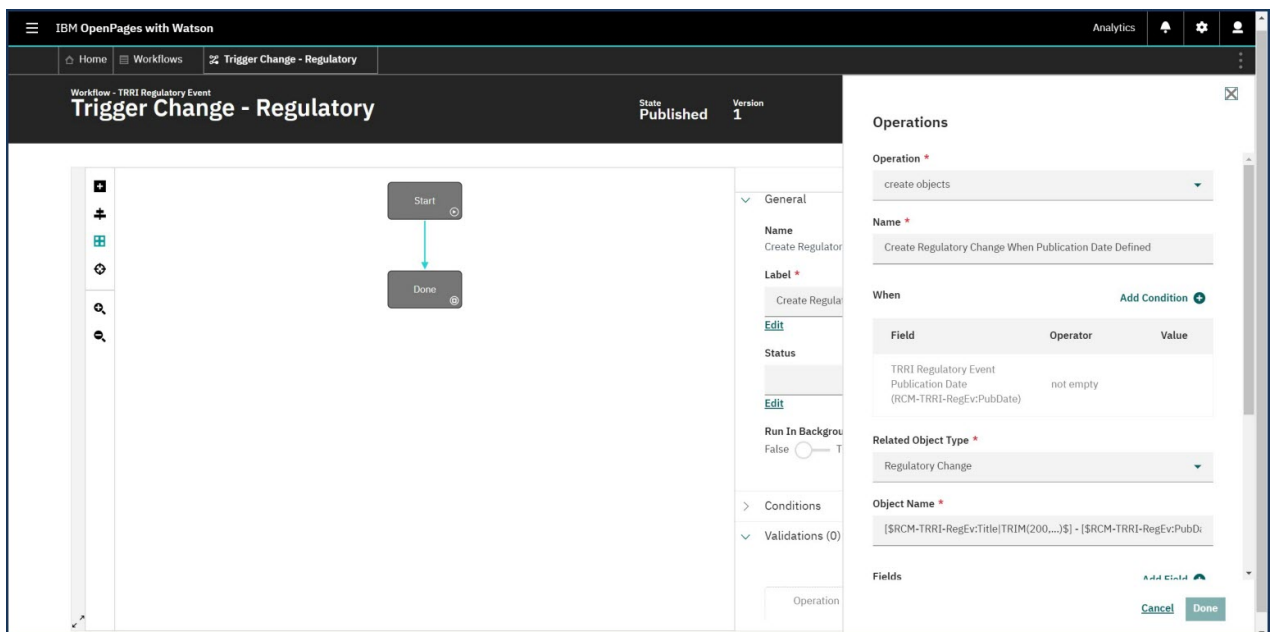 IBM OpenPages with Watson
Analytics
Home
Workflows
Trigger Change - Regulatory
Workflow - TRRI Regulatory Event
Trigger Change - Regulatory
State
Published
Version
1
Start
Done
General
Name
Create Regulator
Label *
Create Regula
Edit
Status
Edit
Run In Backgrou
False
T
Conditions
Validations (0)
Operation
Operations
Operation *
create objects
Name *
Create Regulatory Change When Publication Date Defined
When
Add Condition
Field Operator Value
TRRI Regulatory Event
Publication Date
(RCM-TRRI-RegEv:PubDate)
not empty
Related Object Type *
Regulatory Change
Object Name *
[$RCM-TRRI-RegEv:Title|TRIM(200,...)$] - [$RCM-TRRI-RegEv:PubDa
Fields
Add Field
Cancel
Done